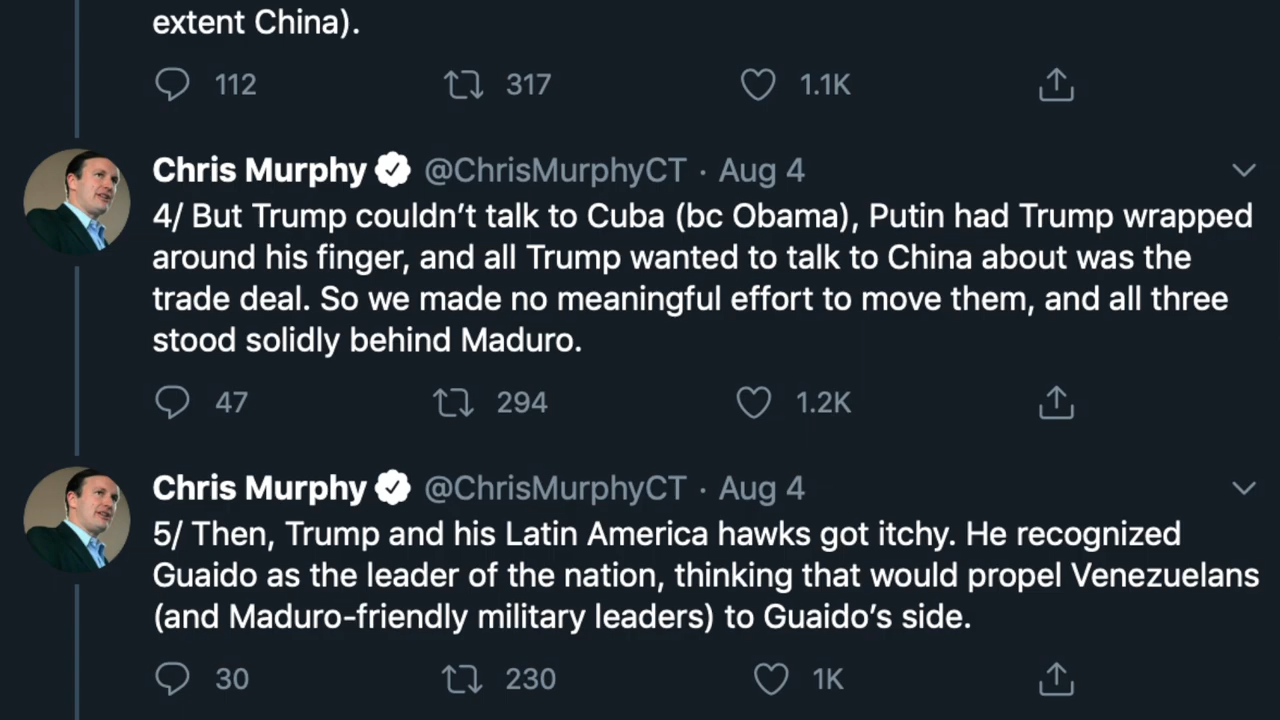 extent China).
112 317 1.1K
Chris Murphy @ChrisMurphyCT · Aug 4
4/ But Trump couldn’t talk to Cuba (bc Obama), Putin had Trump wrapped
around his finger, and all Trump wanted to talk to China about was the
trade deal. So we made no meaningful effort to move them, and all three
stood solidly behind Maduro.
47 294 1.2K
Chris Murphy @ChrisMurphyCT · Aug 4
5/ Then, Trump and his Latin America hawks got itchy. He recognized
Guaido as the leader of the nation, thinking that would propel Venezuelans
(and Maduro-friendly military leaders) to Guaido’s side.
30 230 1K